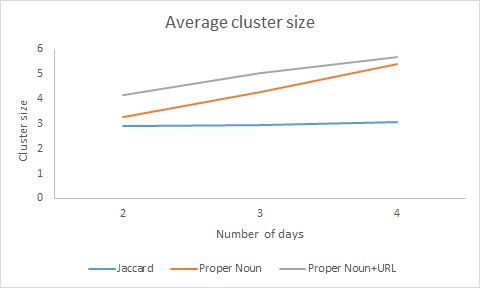 Average cluster size
6
5
4
3
2
1
0
Cluster size
2 3 4
Number of days
Jaccard Proper Noun Proper Noun+URL